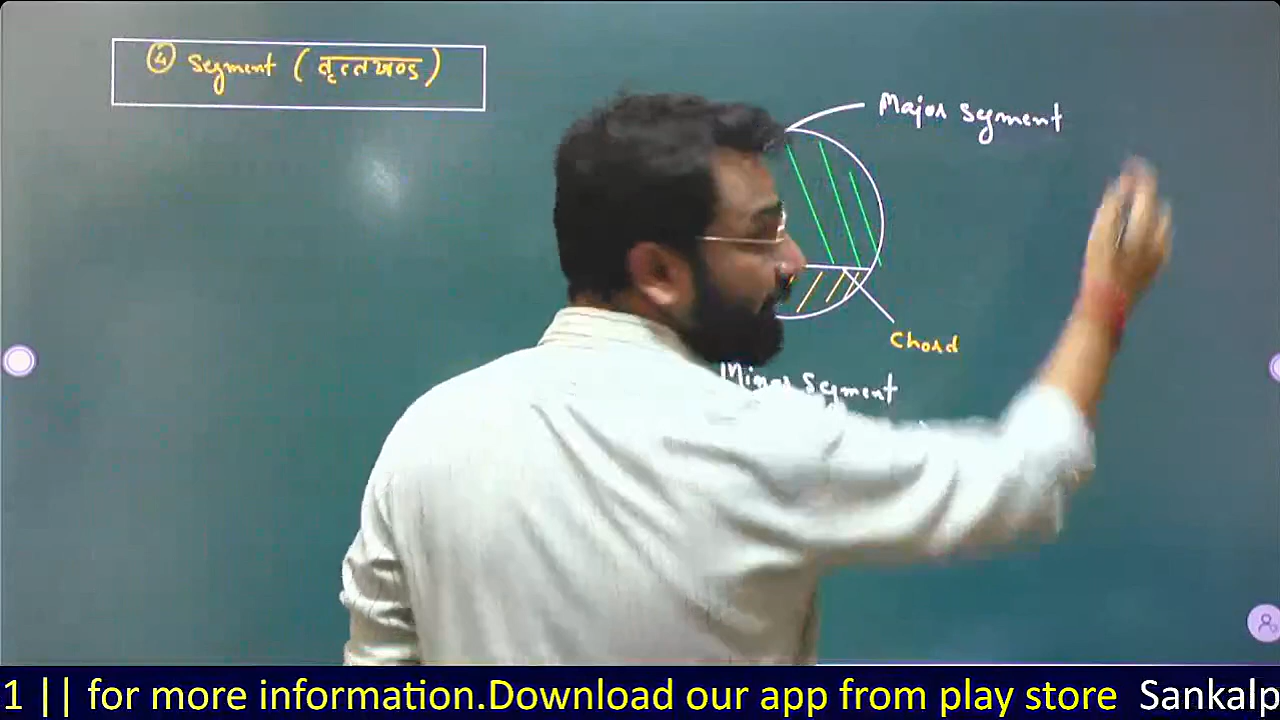 ④ Segment (वृत्तखण्ड)
Major Segment
Chord
Minor Segment
1 || for more information.Download our app from play store Sankalp